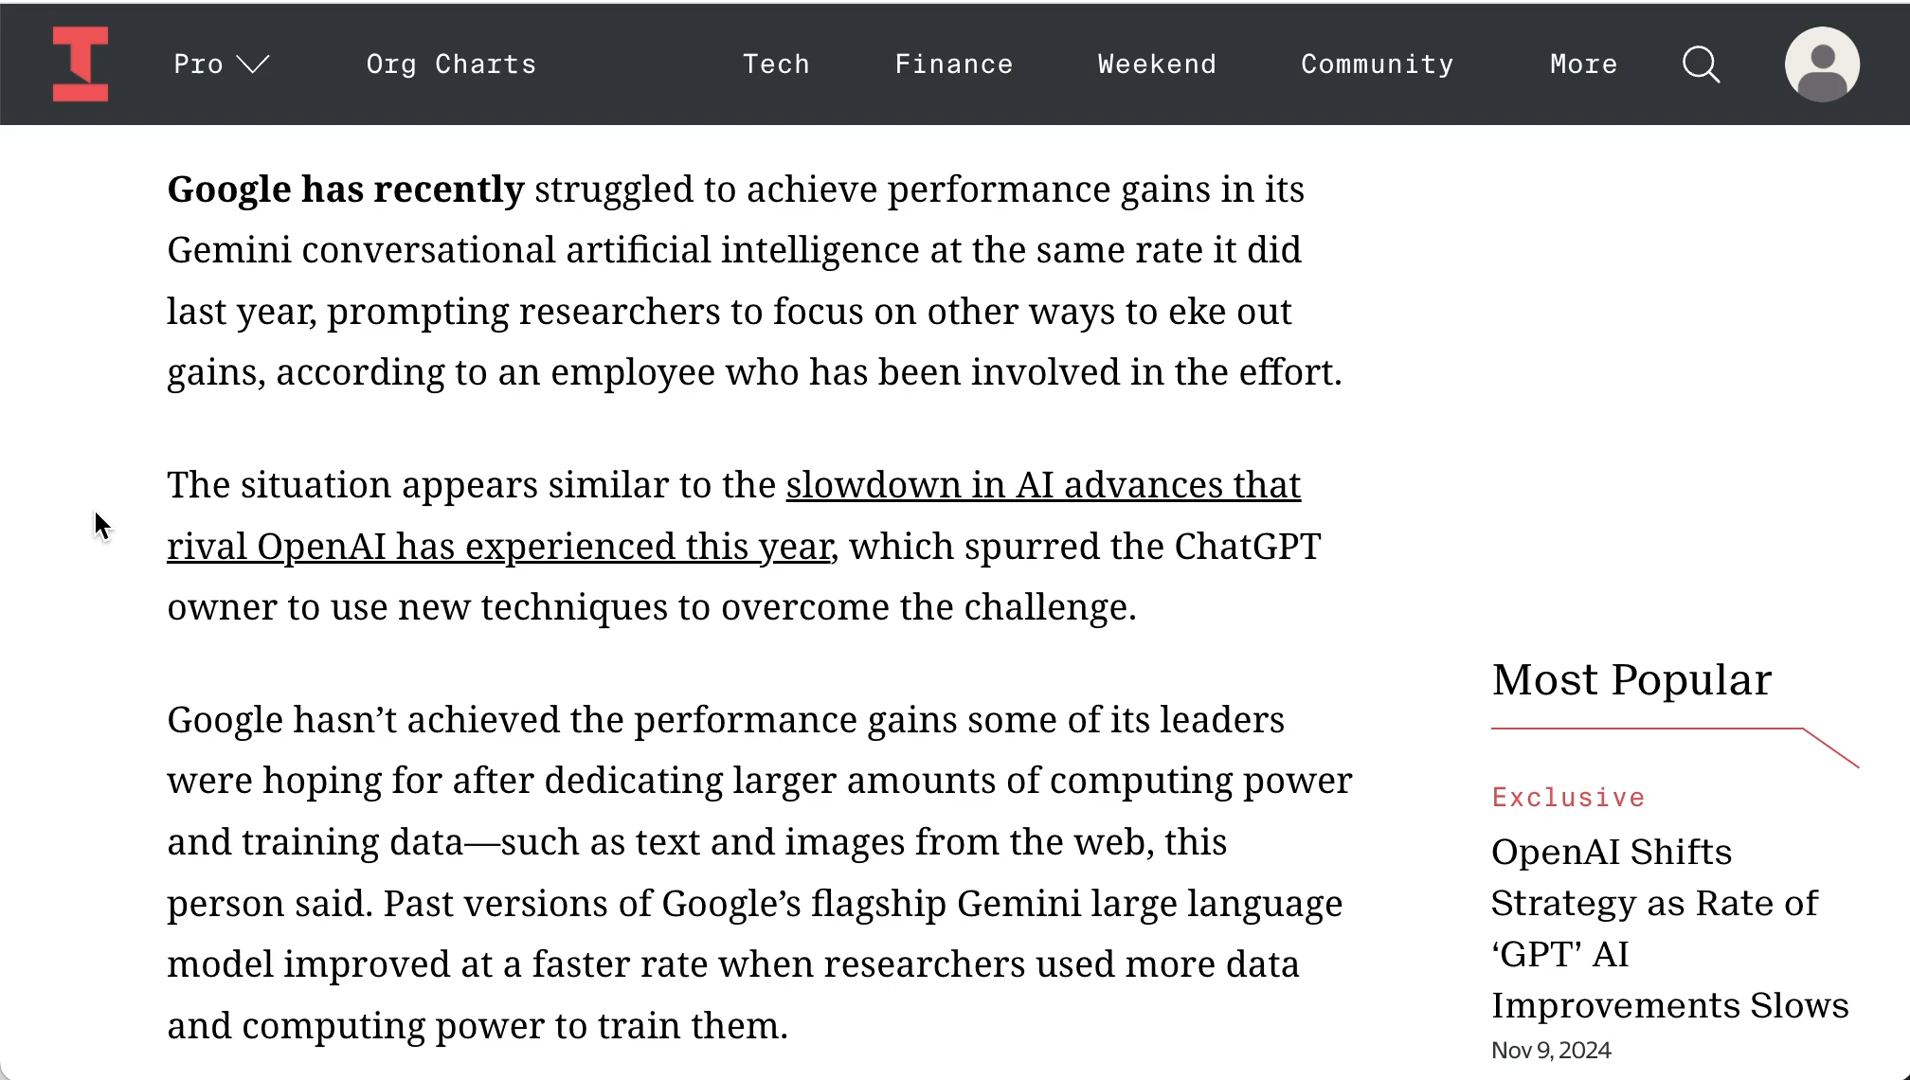 Pro
Org Charts
Tech
Finance
Weekend
Community
More
Google has recently struggled to achieve performance gains in its
Gemini conversational artificial intelligence at the same rate it did
last year, prompting researchers to focus on other ways to eke out
gains, according to an employee who has been involved in the effort.
The situation appears similar to the slowdown in AI advances that
rival OpenAI has experienced this year, which spurred the ChatGPT
owner to use new techniques to overcome the challenge.
Google hasn’t achieved the performance gains some of its leaders
were hoping for after dedicating larger amounts of computing power
and training data—such as text and images from the web, this
person said. Past versions of Google’s flagship Gemini large language
model improved at a faster rate when researchers used more data
and computing power to train them.
Most Popular
Exclusive
OpenAI Shifts
Strategy as Rate of
‘GPT’ AI
Improvements Slows
Nov 9, 2024